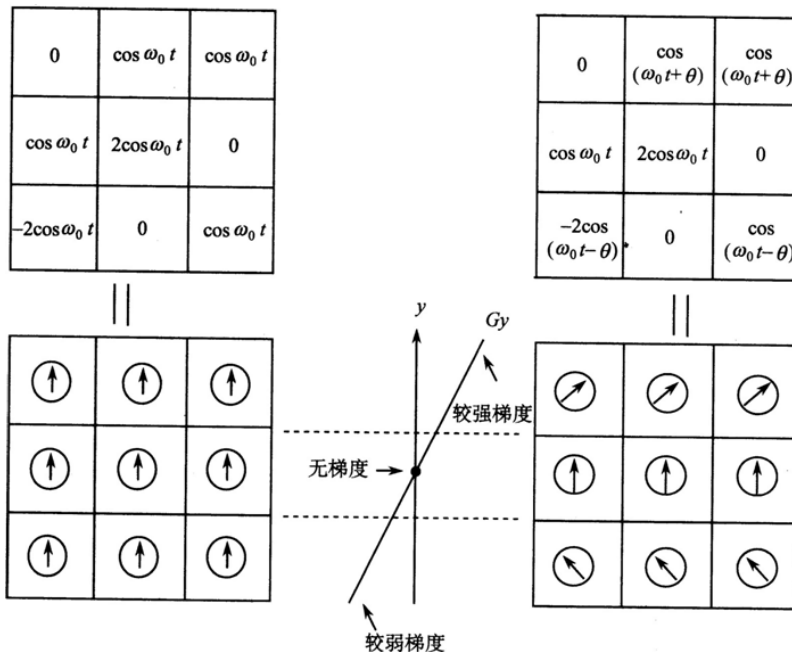 0 cos ω₀ t cos ω₀ t
cos ω₀ t 2cos ω₀ t 0
-2cos ω₀ t 0 cos ω₀ t
0 cos (ω₀ t+ θ) cos (ω₀ t+ θ)
cos ω₀ t 2cos ω₀ t 0
-2cos (ω₀ t- θ) 0 cos (ω₀ t- θ)
y
Gy
较强梯度
无梯度
较弱梯度